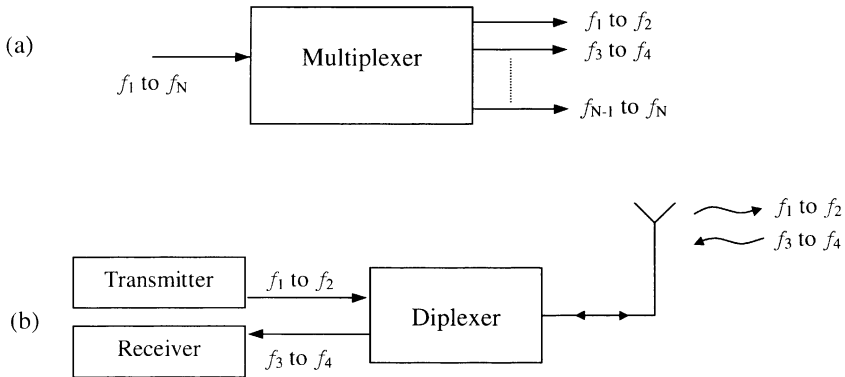 (a)
f1 to fN
Multiplexer
f1 to f2
f3 to f4
fN-1 to fN
(b)
Transmitter
Receiver
f1 to f2
f3 to f4
Diplexer
f1 to f2
f3 to f4